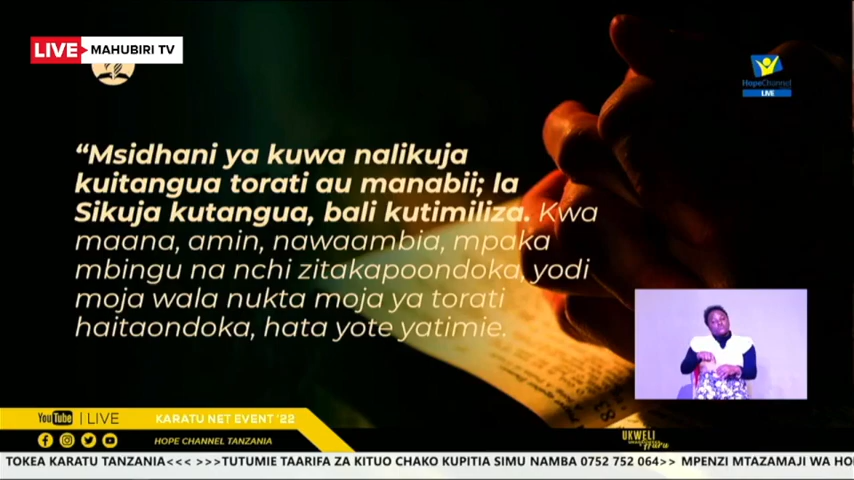 LIVE MAHUBIRI TV
HopeChannel
LIVE
“Msidhani ya kuwa nalikuja
kuitangua torati au manabii; la
Sikuja kutangua, bali kutimiliza. Kwa
maana, amin, nawaambia, mpaka
mbingu na nchi zitakapoondoka, yodi
moja wala nukta moja ya torati
haitaondoka, hata yote yatimie.
YouTube | LIVE
KARATU NET EVENT ’22
HOPE CHANNEL TANZANIA
UKWELI
TOKEA KARATU TANZANIA<<< >>>TUTUMIE TAARIFA ZA KITUO CHAKO KUPITIA SIMU NAMBA 0752 752 064>> MPENZI MTAZAMAJI WA HO